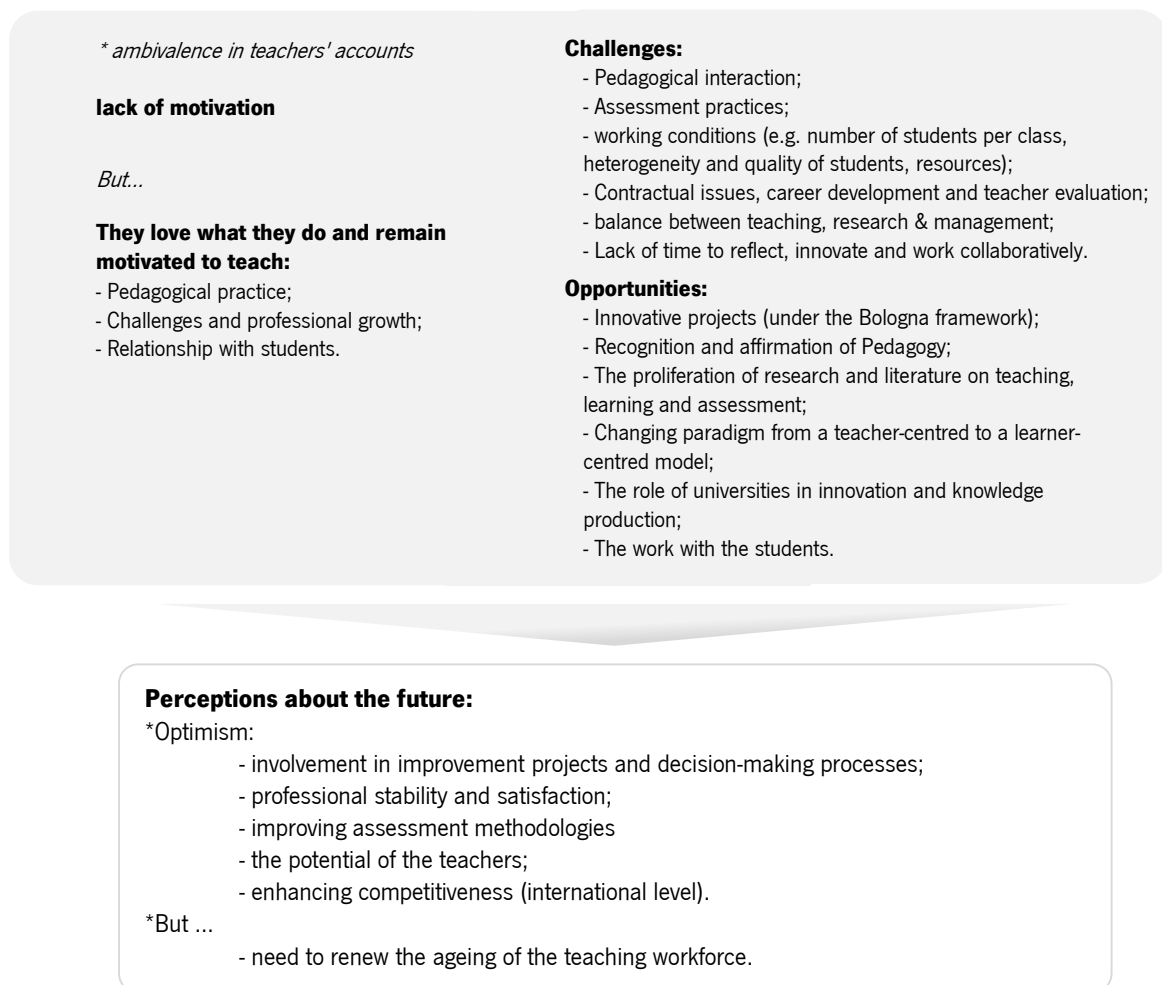 * ambivalence in teachers' accounts
lack of motivation
But...
They love what they do and remain
motivated to teach:
- Pedagogical practice;
- Challenges and professional growth;
- Relationship with students.
Challenges:
- Pedagogical interaction;
- Assessment practices;
- working conditions (e.g. number of students per class,
heterogeneity and quality of students, resources);
- Contractual issues, career development and teacher evaluation;
- balance between teaching, research & management;
- Lack of time to reflect, innovate and work collaboratively.
Opportunities:
- Innovative projects (under the Bologna framework);
- Recognition and affirmation of Pedagogy;
- The proliferation of research and literature on teaching,
learning and assessment;
- Changing paradigm from a teacher-centred to a learner-
centred model;
- The role of universities in innovation and knowledge
production;
- The work with the students.
Perceptions about the future:
*Optimism:
- involvement in improvement projects and decision-making processes;
- professional stability and satisfaction;
- improving assessment methodologies
- the potential of the teachers;
- enhancing competitiveness (international level).
*But ...
- need to renew the ageing of the teaching workforce.